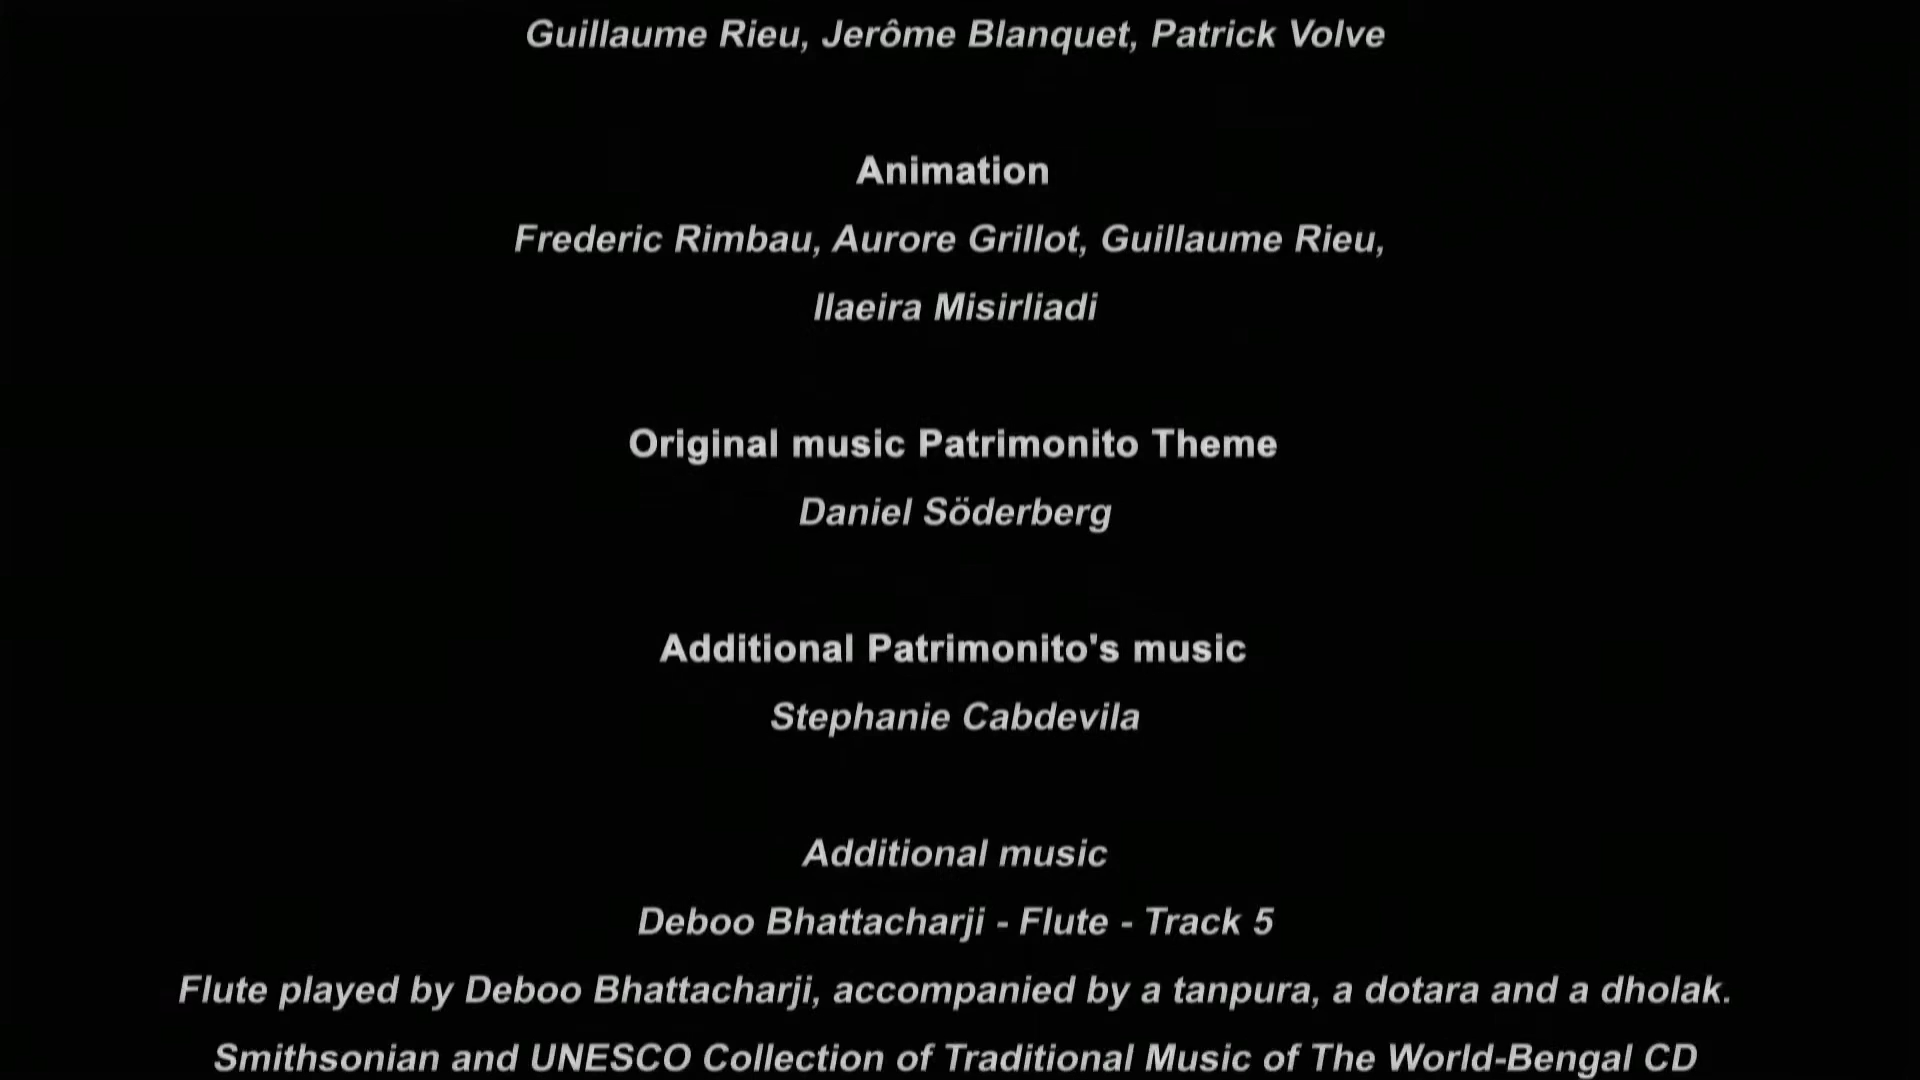 Guillaume Rieu, Jerôme Blanquet, Patrick Volve
Animation
Frederic Rimbau, Aurore Grillot, Guillaume Rieu,
Ilaeira Misirliadi
Original music Patrimonito Theme
Daniel Söderberg
Additional Patrimonito's music
Stephanie Cabdevila
Additional music
Deboo Bhattacharji - Flute - Track 5
Flute played by Deboo Bhattacharji, accompanied by a tanpura, a dotara and a dholak.
Smithsonian and UNESCO Collection of Traditional Music of The World-Bengal CD